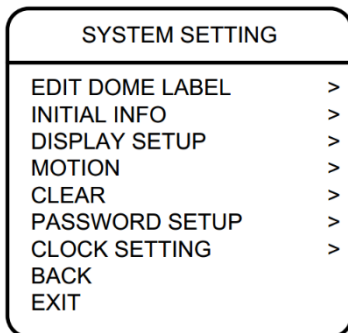 SYSTEM SETTING
EDIT DOME LABEL >
INITIAL INFO >
DISPLAY SETUP >
MOTION >
CLEAR >
PASSWORD SETUP >
CLOCK SETTING >
BACK
EXIT